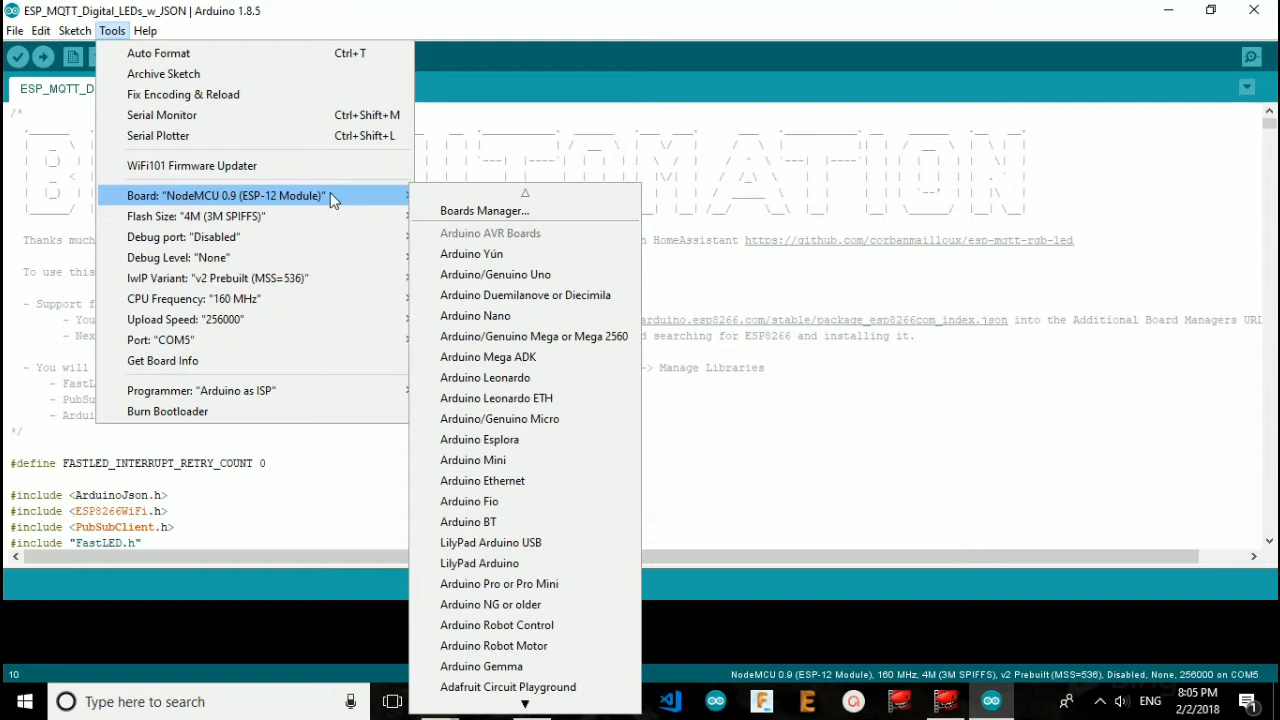 ESP_MQTT_Digital_LEDs_w_JSON | Arduino 1.8.5
File Edit Sketch Tools Help
ESP_MQTT_D
/*
Thanks much
n HomeAssistant https://github.com/corbanmailloux/esp-mqtt-rgb-led
To use this
- Support f
- You
arduino.esp8266.com/stable/package_esp8266com_index.json into the Additional Board Managers URL
- Nex
d searching for ESP8266 and installing it.
- You will
-> Manage Libraries
- FastL
- PubSu
- Ardui
*/
#define FASTLED_INTERRUPT_RETRY_COUNT 0
#include <ArduinoJson.h>
#include <ESP8266WiFi.h>
#include <PubSubClient.h>
#include "FastLED.h"
Auto Format Ctrl+T
Archive Sketch
Fix Encoding & Reload
Serial Monitor Ctrl+Shift+M
Serial Plotter Ctrl+Shift+L
WiFi101 Firmware Updater
Board: "NodeMCU 0.9 (ESP-12 Module)"
Flash Size: "4M (3M SPIFFS)"
Debug port: "Disabled"
Debug Level: "None"
lwIP Variant: "v2 Prebuilt (MSS=536)"
CPU Frequency: "160 MHz"
Upload Speed: "256000"
Port: "COM5"
Get Board Info
Programmer: "Arduino as ISP"
Burn Bootloader
Boards Manager...
Arduino AVR Boards
Arduino Yún
Arduino/Genuino Uno
Arduino Duemilanove or Diecimila
Arduino Nano
Arduino/Genuino Mega or Mega 2560
Arduino Mega ADK
Arduino Leonardo
Arduino Leonardo ETH
Arduino/Genuino Micro
Arduino Esplora
Arduino Mini
Arduino Ethernet
Arduino Fio
Arduino BT
LilyPad Arduino USB
LilyPad Arduino
Arduino Pro or Pro Mini
Arduino NG or older
Arduino Robot Control
Arduino Robot Motor
Arduino Gemma
Adafruit Circuit Playground
10
NodeMCU 0.9 (ESP-12 Module), 160 MHz, 4M (3M SPIFFS), v2 Prebuilt (MSS=536), Disabled, None, 256000 on COM5
Type here to search
ENG
8:05 PM
2/2/2018
1